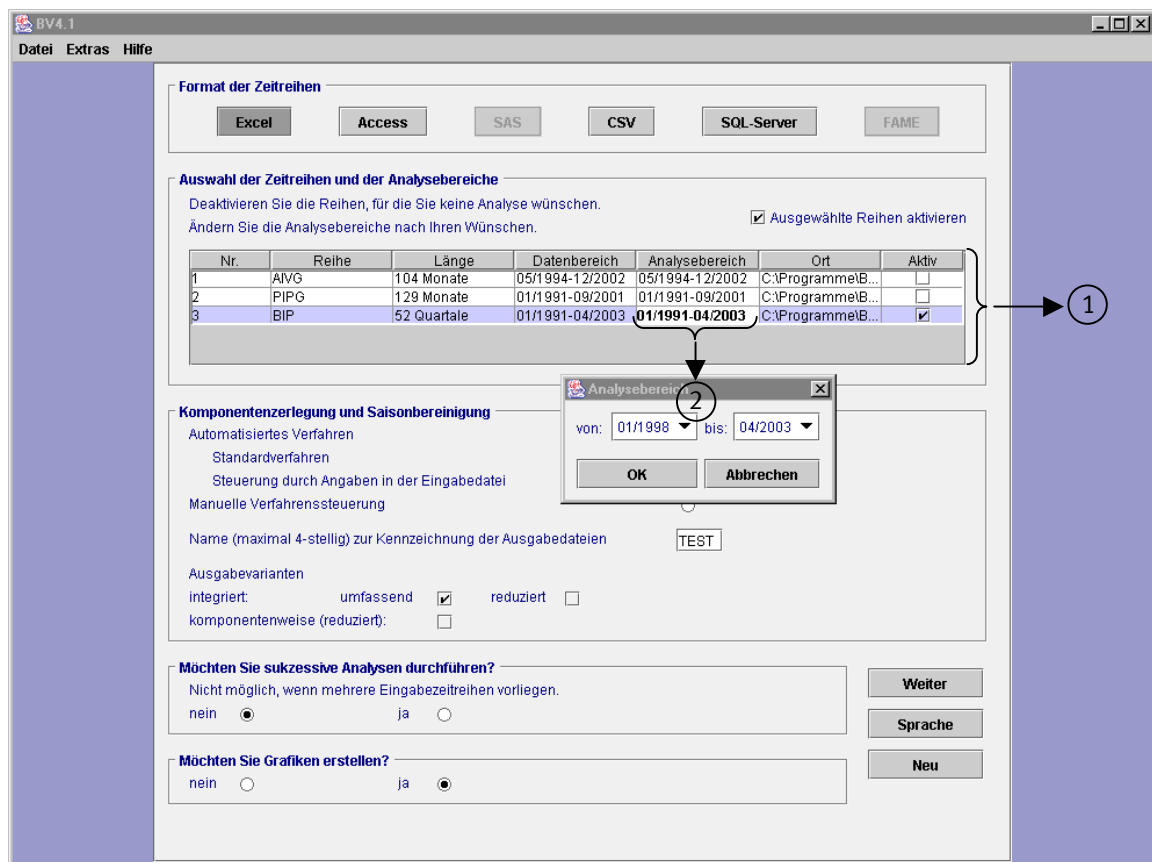 BV4.1
Datei Extras Hilfe
Format der Zeitreihen
Excel Access SAS CSV SQL-Server FAME
Auswahl der Zeitreihen und der Analysebereiche
Deaktivieren Sie die Reihen, für die Sie keine Analyse wünschen.
Ändern Sie die Analysebereiche nach Ihren Wünschen.
Ausgewählte Reihen aktivieren
Nr. Reihe Länge Datenbereich Analysebereich Ort Aktiv
1 AIVG 104 Monate 05/1994-12/2002 05/1994-12/2002 C:\Programme\B...
2 PIPG 129 Monate 01/1991-09/2001 01/1991-09/2001 C:\Programme\B...
3 BIP 52 Quartale 01/1991-04/2003 01/1991-04/2003 C:\Programme\B...
1
2
Analysebereich
von: 01/1998 bis: 04/2003
OK Abbrechen
Komponentenzerlegung und Saisonbereinigung
Automatisiertes Verfahren
Standardverfahren
Steuerung durch Angaben in der Eingabedatei
Manuelle Verfahrenssteuerung
Name (maximal 4-stellig) zur Kennzeichnung der Ausgabedateien TEST
Ausgabevarianten
integriert: umfassend reduziert
komponentenweise (reduziert):
Möchten Sie sukzessive Analysen durchführen?
Nicht möglich, wenn mehrere Eingabezeitreihen vorliegen.
nein ja
Möchten Sie Grafiken erstellen?
nein ja
Weiter
Sprache
Neu